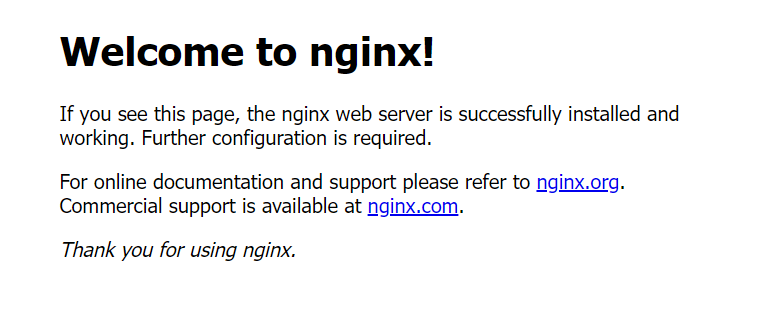 Welcome to nginx!
If you see this page, the nginx web server is successfully installed and
working. Further configuration is required.
For online documentation and support please refer to nginx.org.
Commercial support is available at nginx.com.
Thank you for using nginx.